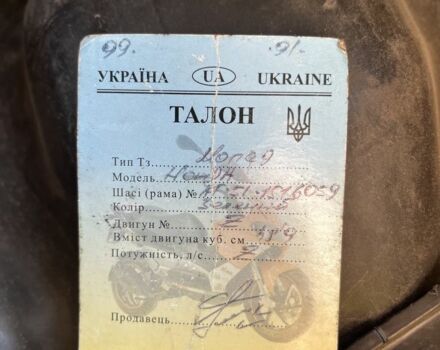 99. 91.
УКРАЇНА UA UKRAINE
ТАЛОН
Тип Тз. Мопед
Модель
Шасі (рама) №
Колір. зелений
Двигун №
Вміст двигуна куб. см
Потужність. л/с
Продавець.